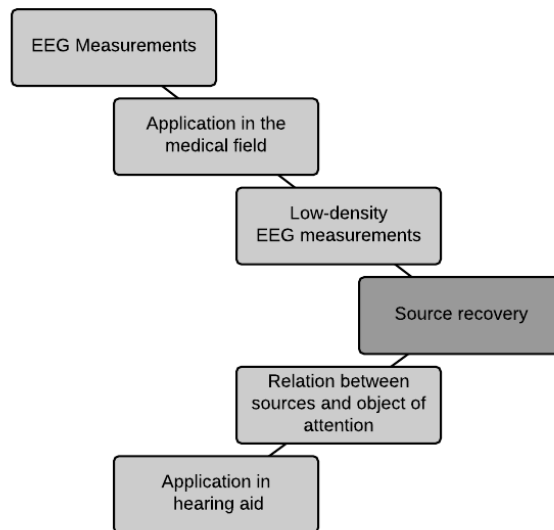 EEG Measurements
Application in the
medical field
Low-density
EEG measurements
Source recovery
Relation between
sources and object of
attention
Application in
hearing aid